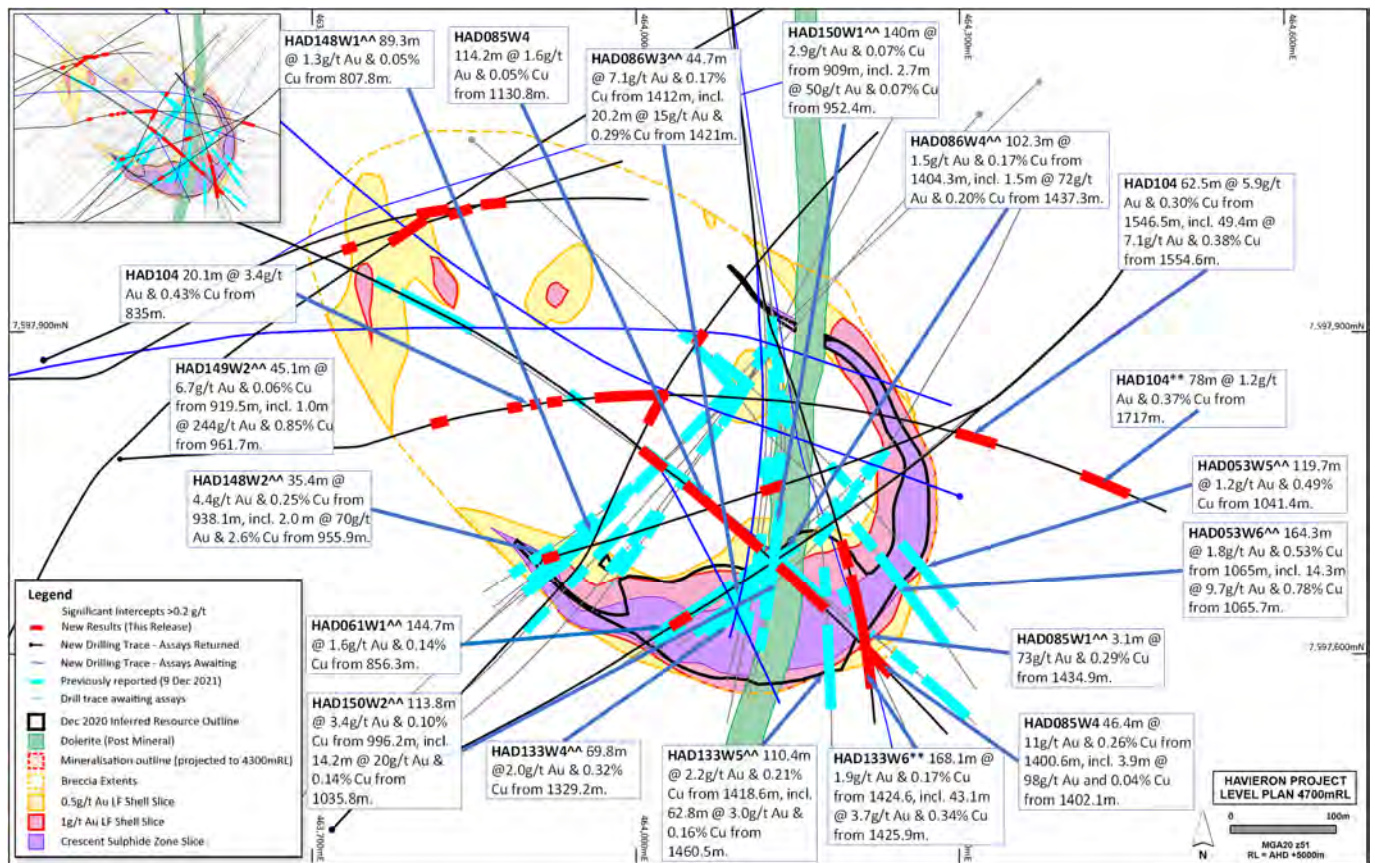 463,
464,000
464,300mE
464,600mE
HAD148W1^^ 89.3m
@ 1.3g/t Au & 0.05%
Cu from 807.8m.
HAD085W4
114.2m @ 1.6g/t
Au & 0.05% Cu
from 1130.8m.
HAD086W3^^ 44.7m
@ 7.1g/t Au & 0.17%
Cu from 1412m, incl.
20.2m @ 15g/t Au &
0.29% Cu from 1421m.
HAD150W1^^ 140m @
2.9g/t Au & 0.07% Cu
from 909m, incl. 2.7m
@ 50g/t Au & 0.07% Cu
from 952.4m.
HAD086W4^^ 102.3m @
1.5g/t Au & 0.17% Cu from
1404.3m, incl. 1.5m @ 72g/t
Au & 0.20% Cu from 1437.3m.
HAD104 62.5m @ 5.9g/t
Au & 0.30% Cu from
1546.5m, incl. 49.4m @
7.1g/t Au & 0.38% Cu
from 1554.6m.
HAD104 20.1m @ 3.4g/t
Au & 0.43% Cu from
835m.
7,597,900mN
7,597,900mN
HAD149W2^^ 45.1m @
6.7g/t Au & 0.06% Cu
from 919.5m, incl. 1.0m
@ 244g/t Au & 0.85% Cu
from 961.7m.
HAD104** 78m @ 1.2g/t
Au & 0.37% Cu from
1717m.
HAD148W2^^ 35.4m @
4.4g/t Au & 0.25% Cu from
938.1m, incl. 2.0 m @ 70g/t
Au & 2.6% Cu from 955.9m.
HAD053W5^^ 119.7m
@ 1.2g/t Au & 0.49%
Cu from 1041.4m.
HAD053W6^^ 164.3m
@ 1.8g/t Au & 0.53% Cu
from 1065m, incl. 14.3m
@ 9.7g/t Au & 0.78% Cu
from 1065.7m.
Legend
Significant Intercepts >0.2 g/t
New Results (This Release)
New Drilling Trace - Assays Returned
New Drilling Trace - Assays Awaiting
Previously reported (9 Dec 2021)
Drill trace awaiting assays
Dec 2020 Inferred Resource Outline
Dolerite (Post Mineral)
Mineralisation outline (projected to 4300mRL)
Breccia Extents
0.5g/t Au LF Shell Slice
1g/t Au LF Shell Slice
Crescent Sulphide Zone Slice
HAD061W1^^ 144.7m
@ 1.6g/t Au & 0.14%
Cu from 856.3m.
HAD150W2^^ 113.8m
@ 3.4g/t Au & 0.10%
Cu from 996.2m, incl.
14.2m @ 20g/t Au &
0.14% Cu from
1035.8m.
HAD133W4^^ 69.8m
@2.0g/t Au & 0.32%
Cu from 1329.2m.
HAD133W5^^ 110.4m
@ 2.2g/t Au & 0.21%
Cu from 1418.6m, incl.
62.8m @ 3.0g/t Au &
0.16% Cu from
1460.5m.
HAD133W6** 168.1m @
1.9g/t Au & 0.17% Cu
from 1424.6, incl. 43.1m
@ 3.7g/t Au & 0.34% Cu
from 1425.9m.
HAD085W1^^ 3.1m @
73g/t Au & 0.29% Cu
from 1434.9m.
7,597,600mN
HAD085W4 46.4m @
11g/t Au & 0.26% Cu from
1400.6m, incl. 3.9m @
98g/t Au and 0.04% Cu
from 1402.1m.
463,700mE
464,000mE
mE
HAVIERON PROJECT
LEVEL PLAN 4700mRL
0 100m
MGA20 z51
RL = AHD +5000m
N